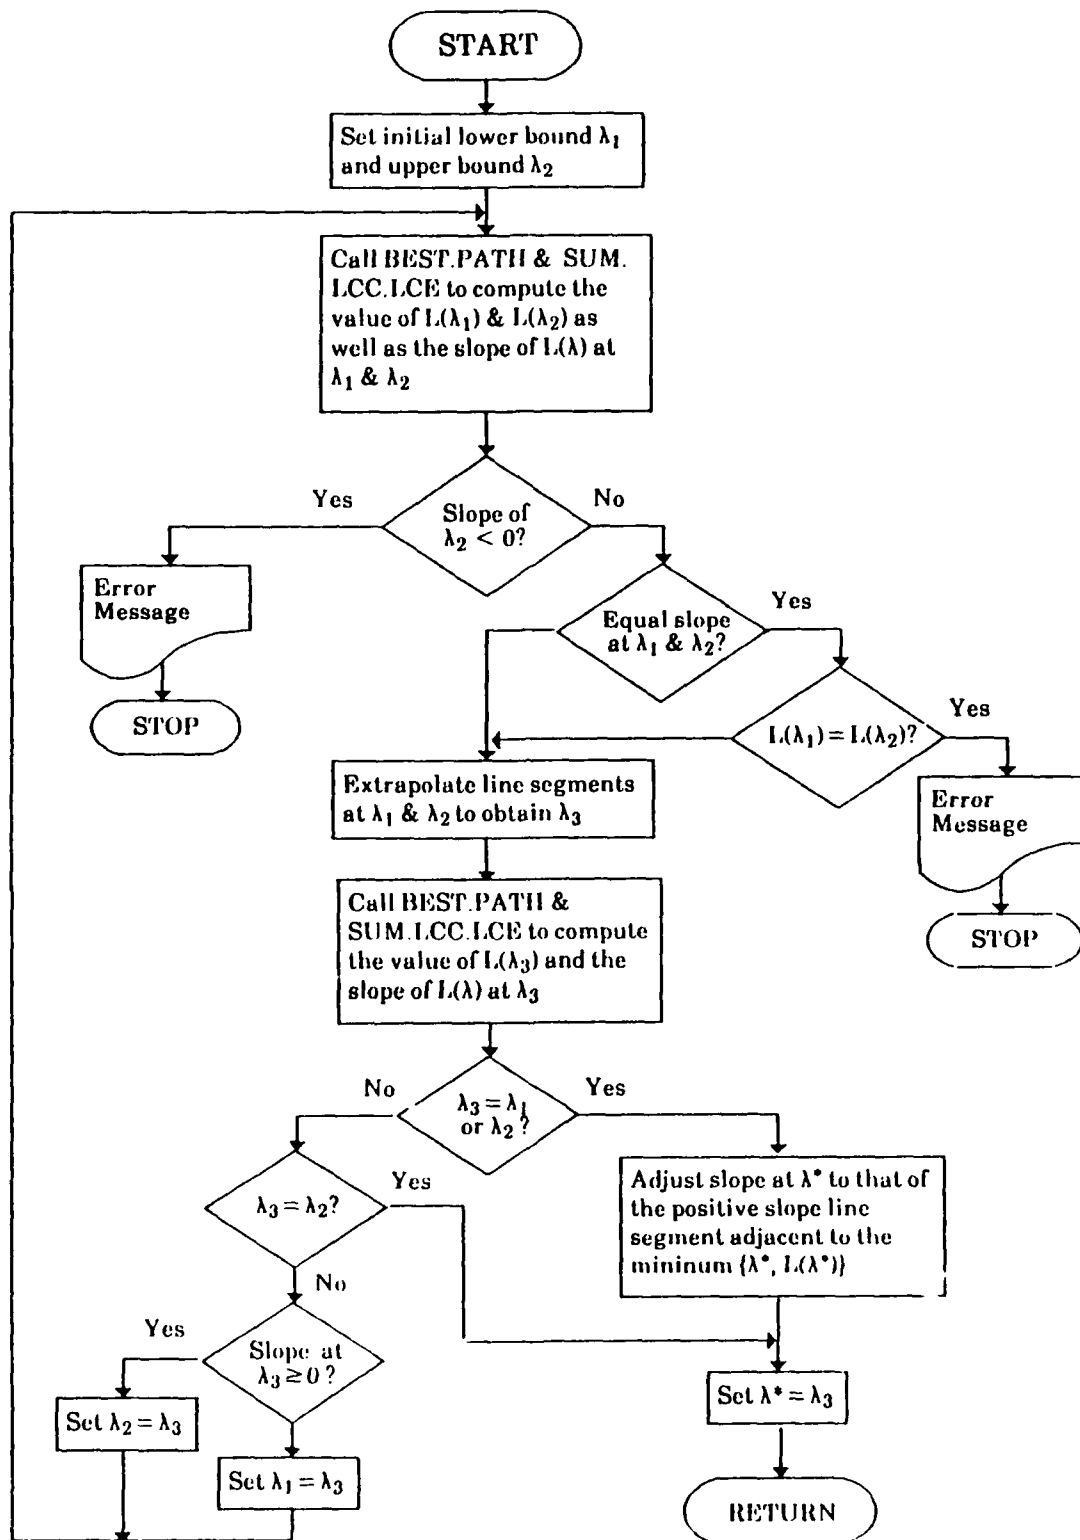 START
Set initial lower bound λ₁
and upper bound λ₂
Call BEST.PATH & SUM.
LCC.LCE to compute the
value of L(λ₁) & L(λ₂) as
well as the slope of L(λ) at
λ₁ & λ₂
Yes
Slope of
λ₂ < 0?
No
Error
Message
STOP
Equal slope
at λ₁ & λ₂?
Yes
L(λ₁) = L(λ₂)?
Yes
Error
Message
STOP
Extrapolate line segments
at λ₁ & λ₂ to obtain λ₃
Call BEST.PATH &
SUM.LCC.LCE to compute
the value of L(λ₃) and the
slope of L(λ) at λ₃
No
λ₃ = λ₁
or λ₂?
Yes
λ₃ = λ₂?
Yes
Adjust slope at λ* to that of
the positive slope line
segment adjacent to the
mininum {λ*, L(λ*)}
No
Yes
Slope at
λ₃ ≥ 0?
Set λ₂ = λ₃
Set λ₁ = λ₃
Set λ* = λ₃
RETURN